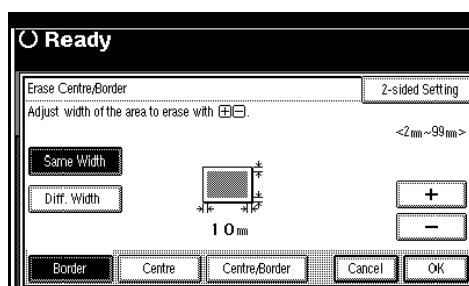 Ready
Erase Centre/Border
2-sided Setting
Adjust width of the area to erase with ⊞⊟.
<2mm~99mm>
Same Width
Diff. Width
+
10mm
−
Border
Centre
Centre/Border
Cancel
OK